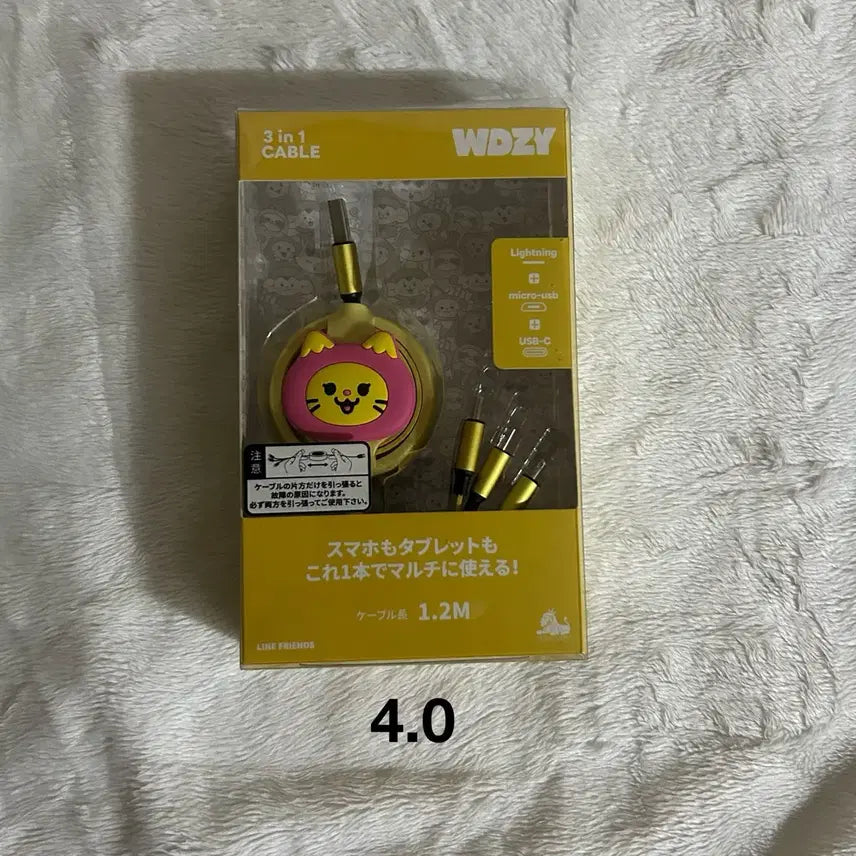 3 in 1
CABLE
WDZY
Lightning
micro-usb
USB-C
注意
ケーブルの片方だけを引っ張ると
故障の原因になります。
必ず両方を引っ張ってご使用下さい。
スマホもタブレットも
これ1本でマルチに使える!
ケーブル長 1.2M
LINE FRIENDS
4.0